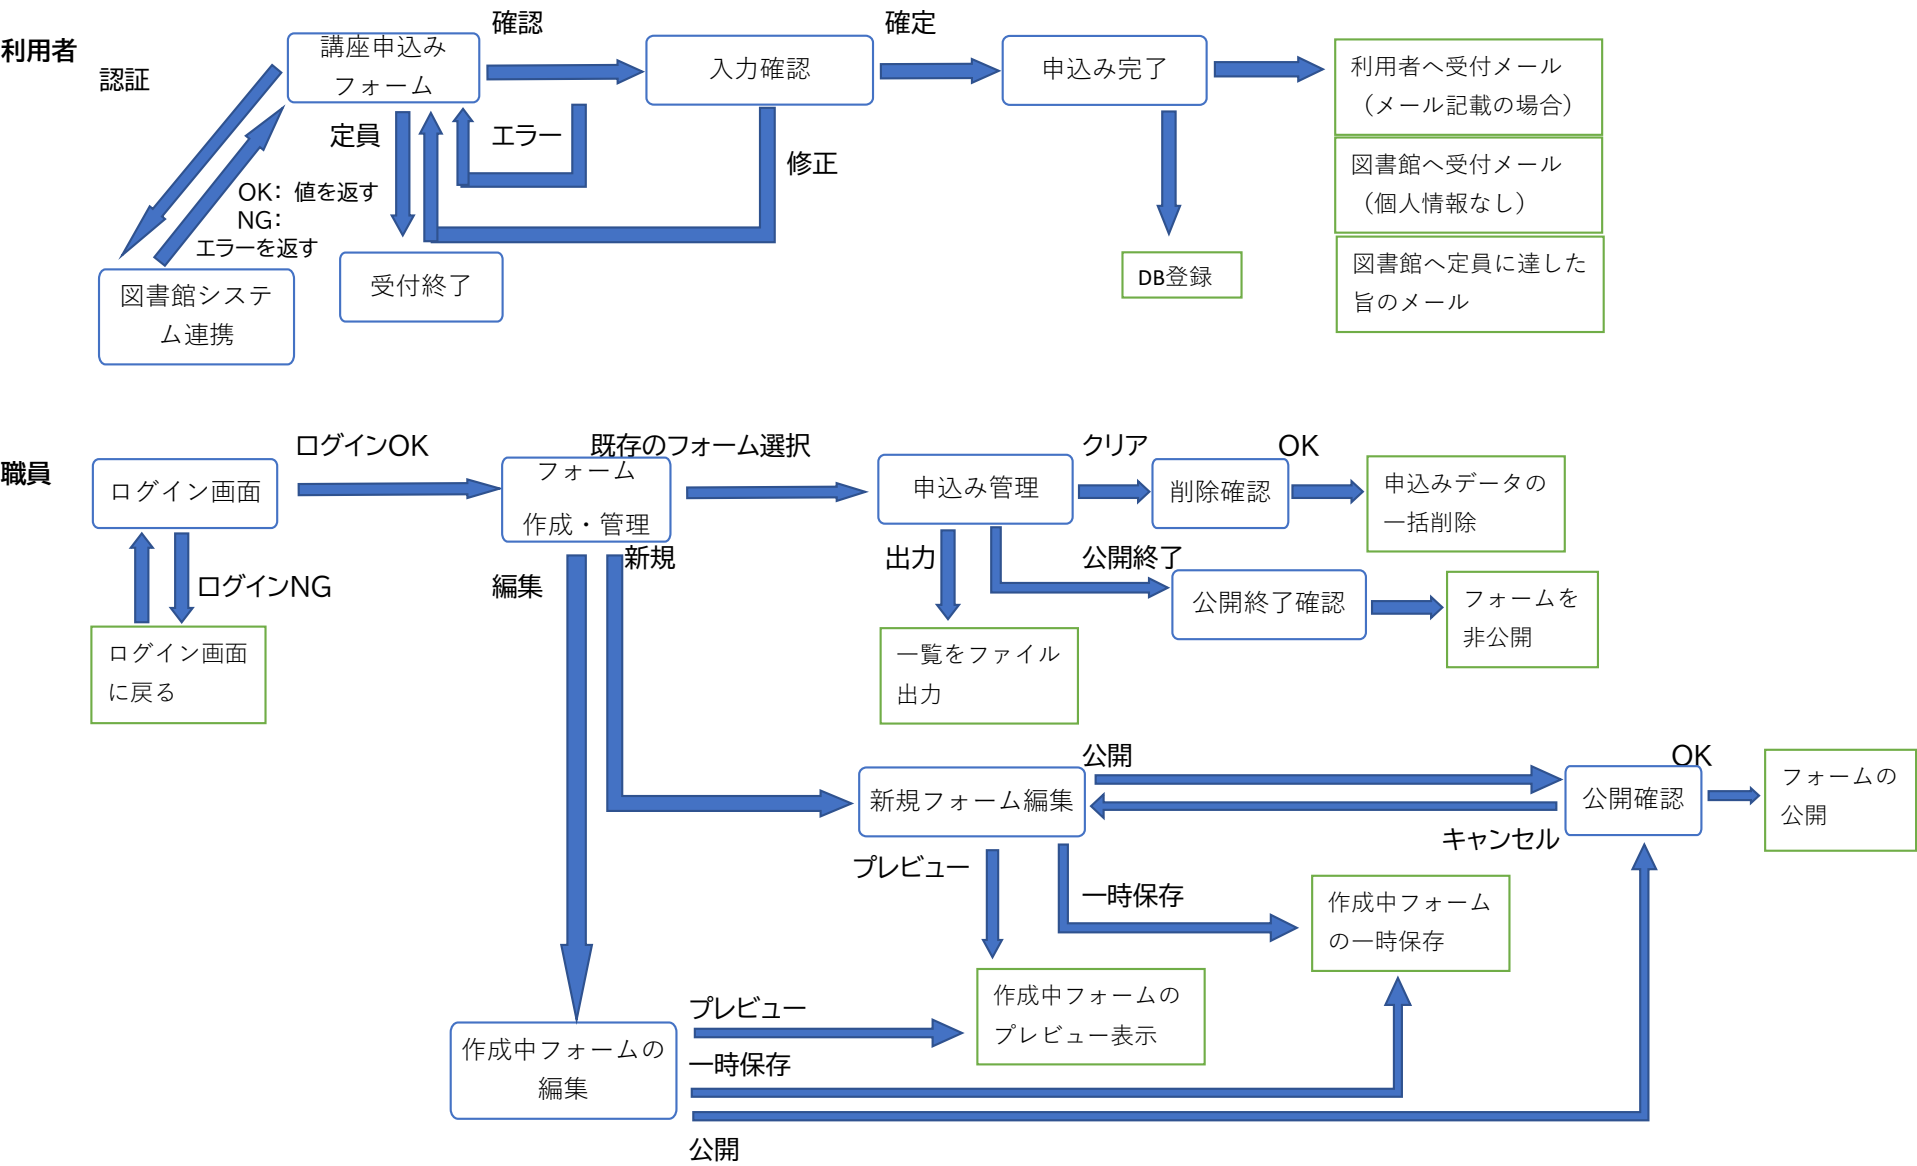 利用者
認証
講座申込み
フォーム
確認
入力確認
確定
申込み完了
利用者へ受付メール
（メール記載の場合）
定員
エラー
修正
図書館へ受付メール
（個人情報なし）
OK： 値を返す
NG：
エラーを返す
図書館システ
ム連携
受付終了
DB登録
図書館へ定員に達した
旨のメール
職員
ログイン画面
ログインOK
フォーム
作成・管理
既存のフォーム選択
申込み管理
クリア
削除確認
OK
申込みデータの
一括削除
ログインNG
ログイン画面
に戻る
編集
新規
出力
公開終了
公開終了確認
フォームを
非公開
一覧をファイル
出力
新規フォーム編集
公開
キャンセル
公開確認
OK
フォームの
公開
プレビュー
一時保存
作成中フォーム
の一時保存
作成中フォームの
プレビュー表示
作成中フォームの
編集
プレビュー
一時保存
公開